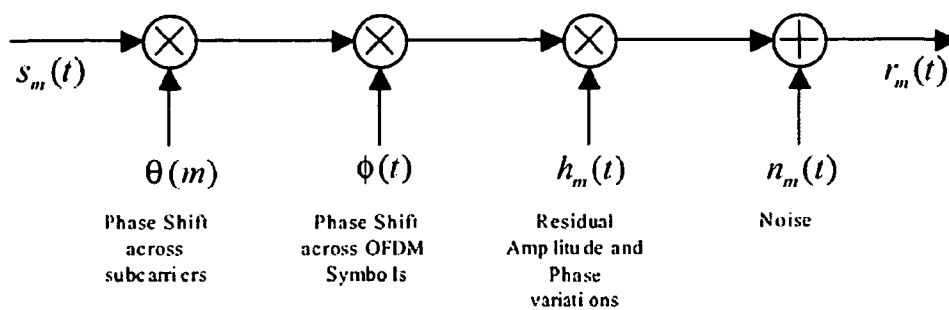 s_m(t)
r_m(t)
θ(m)
ϕ(t)
h_m(t)
n_m(t)
Phase Shift
across
subcarriers
Phase Shift
across OFDM
Symbols
Residual
Amplitude and
Phase
variations
Noise